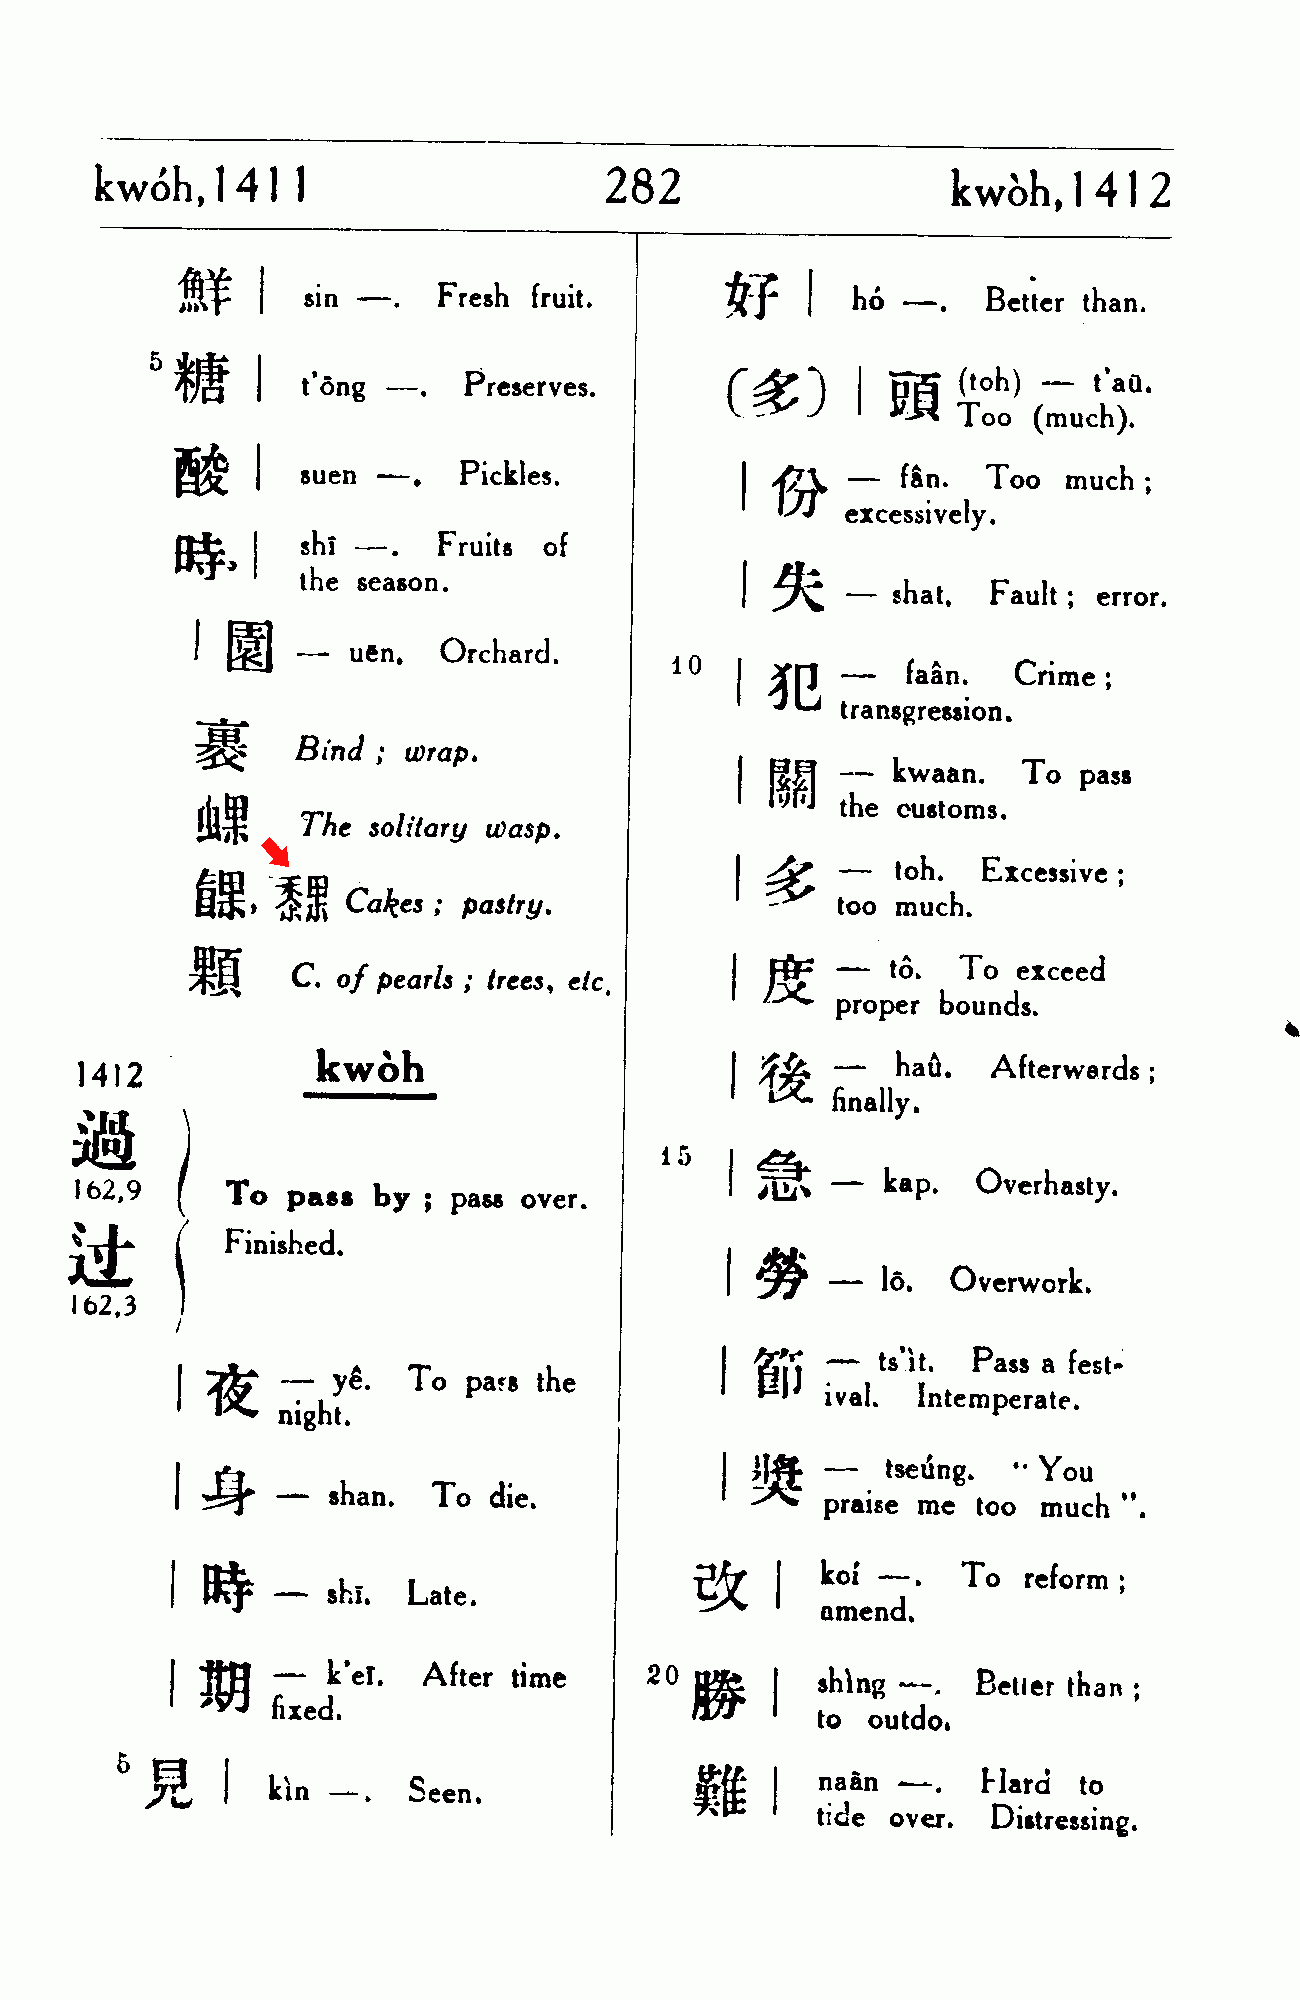 kwóh,1411 282 kwòh,1412
鮮｜ sin —. Fresh fruit.
5 糖｜ t'ōng —. Preserves.
酸｜ suen —. Pickles.
時,｜ shī —. Fruits of
the season.
｜園 — uēn. Orchard.
裹 Bind ; wrap.
蜾 The solitary wasp.
餜, Cakes ; pastry.
顆 C. of pearls ; trees, etc.
1412 kwòh
過
162,9 To pass by ; pass over.
过 Finished.
162,3
｜夜 — yê. To pass the
night.
｜身 — shan. To die.
｜時 — shī. Late.
｜期 — k'eī. After time
fixed.
5 見｜ kìn —. Seen.
好｜ hó —. Better than.
(多)｜頭 (toh) — t'aū.
Too (much).
｜份 — fân. Too much ;
excessively.
｜失 — shat. Fault ; error.
10 ｜犯 — faân. Crime ;
transgression.
｜關 — kwaan. To pass
the customs.
｜多 — toh. Excessive ;
too much.
｜度 — tô. To exceed
proper bounds.
｜後 — haû. Afterwards ;
finally.
15 ｜急 — kap. Overhasty.
｜勞 — lō. Overwork.
｜節 — ts'ìt. Pass a fest-
ival. Intemperate.
｜獎 — tseúng. “ You
praise me too much ”.
改｜ koí —. To reform ;
amend.
20 勝｜ shìng —. Better than ;
to outdo.
難｜ naân —. Hard to
tide over. Distressing.